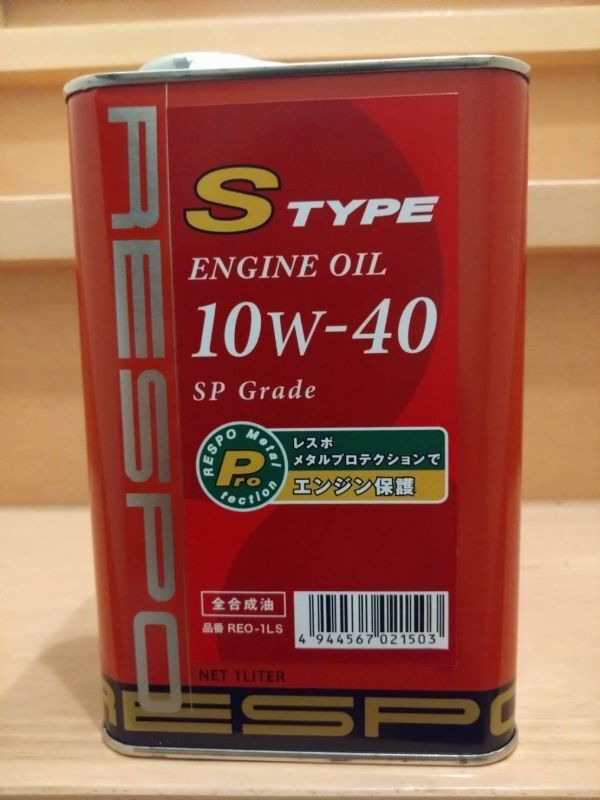 RESPO
S TYPE
ENGINE OIL
10W-40
SP Grade
RESPO Metal
Pro
tection
レスポ
メタルプロテクションで
エンジン保護
全合成油
品番 REO-1LS
4 944567 021503
NET 1LITER
RESPO